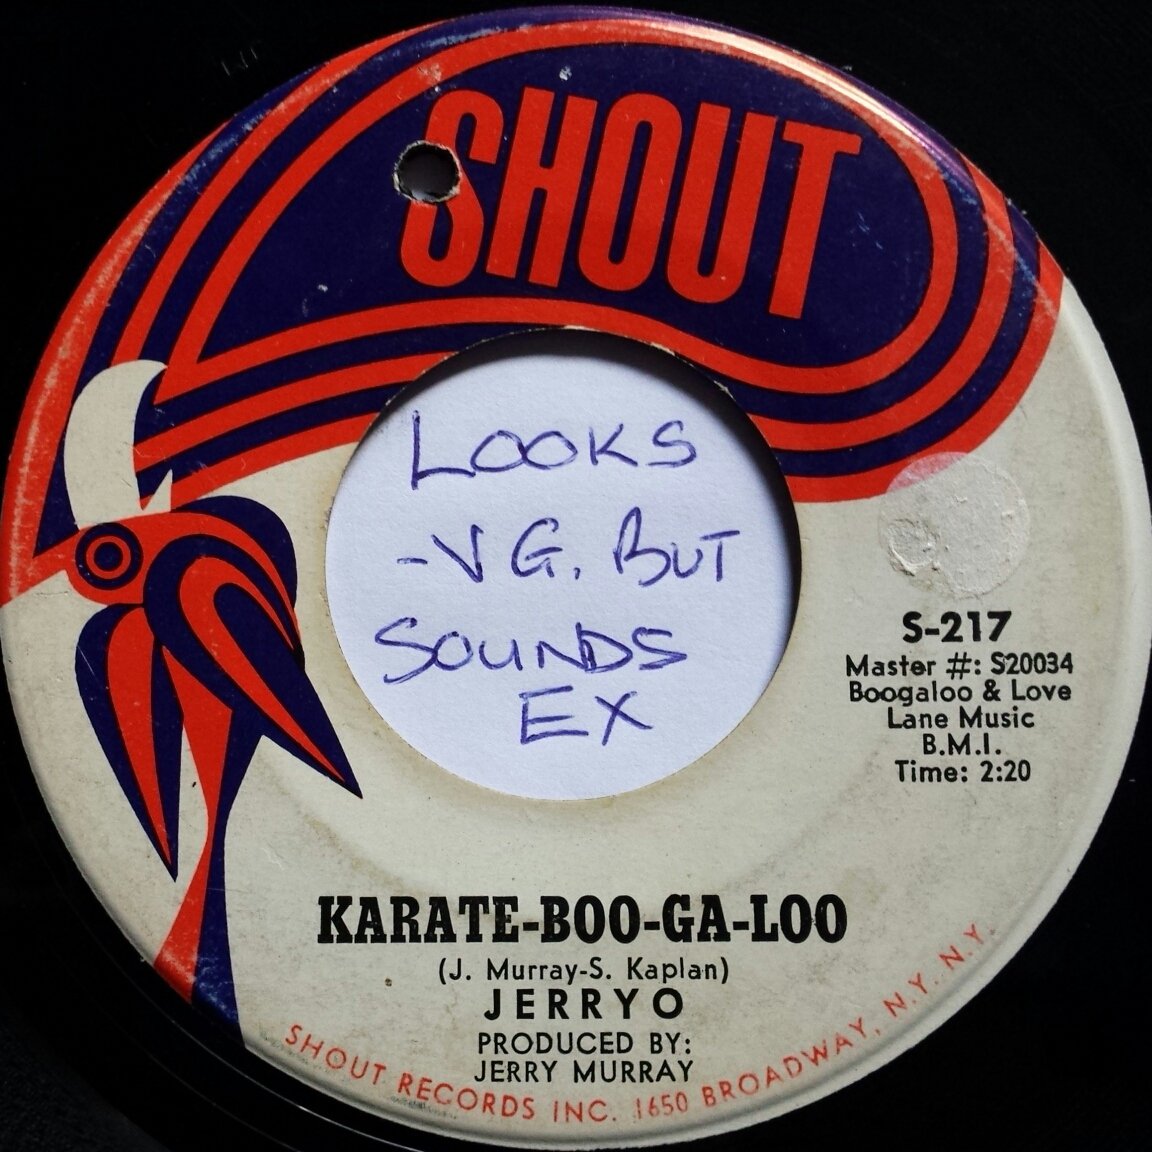 SHOUT
LOOKS
-VG. BUT
SOUNDS
EX
S-217
Master #: S20034
Boogaloo & Love
Lane Music
B.M.I.
Time: 2:20
KARATE-BOO-GA-LOO
(J. Murray-S. Kaplan)
JERRYO
PRODUCED BY:
JERRY MURRAY
SHOUT RECORDS INC. 1650 BROADWAY, N.Y. N.Y.